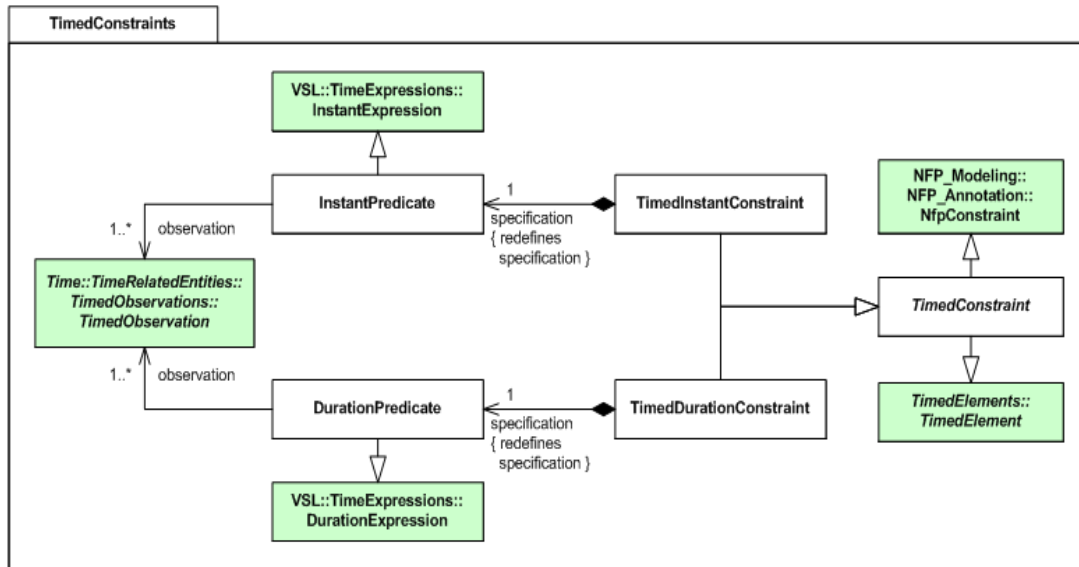 TimedConstraints
VSL::TimeExpressions::
InstantExpression
InstantPredicate
1
specification
{ redefines
specification }
TimedInstantConstraint
NFP_Modeling::
NFP_Annotation::
NfpConstraint
1..* observation
Time::TimeRelatedEntities::
TimedObservations::
TimedObservation
TimedConstraint
1..* observation
DurationPredicate
1
specification
{ redefines
specification }
TimedDurationConstraint
TimedElements::
TimedElement
VSL::TimeExpressions::
DurationExpression